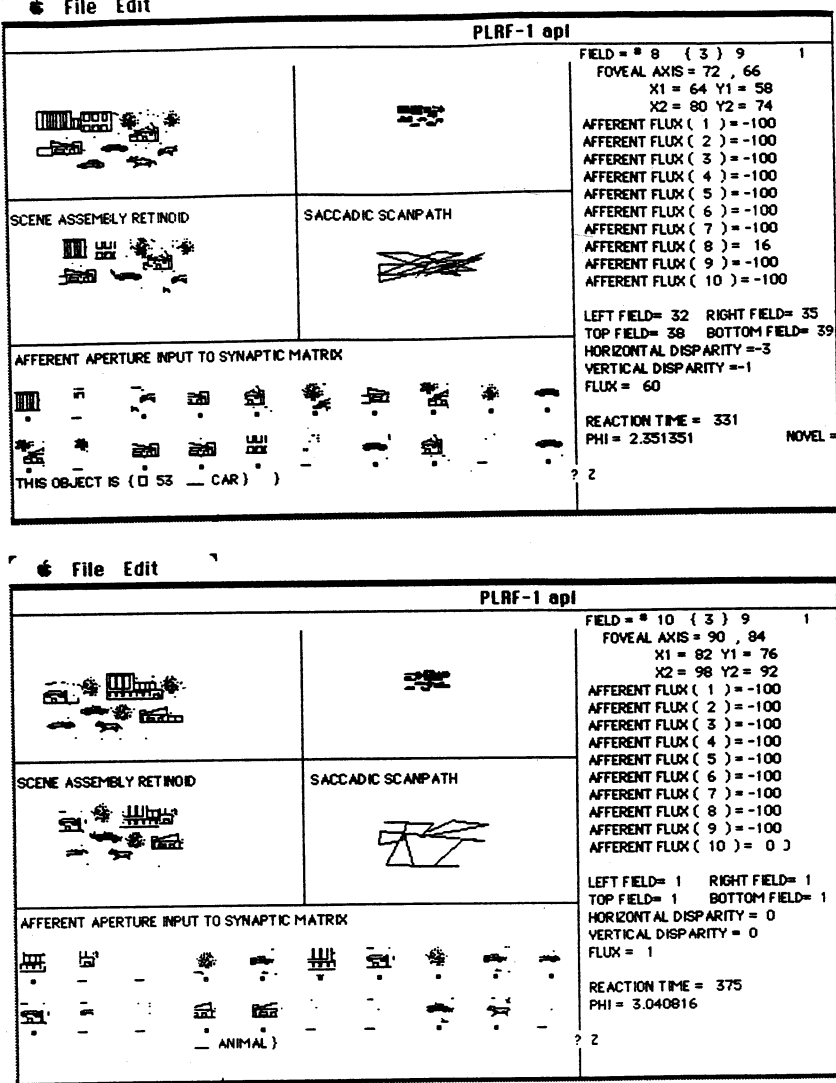 File Edit
PLRF-1 apl
FIELD = # 8 { 3 } 9 1
FOVEAL AXIS = 72 , 66
X1 = 64 Y1 = 58
X2 = 80 Y2 = 74
AFFERENT FLUX ( 1 ) = -100
AFFERENT FLUX ( 2 ) = -100
AFFERENT FLUX ( 3 ) = -100
AFFERENT FLUX ( 4 ) = -100
AFFERENT FLUX ( 5 ) = -100
AFFERENT FLUX ( 6 ) = -100
AFFERENT FLUX ( 7 ) = -100
AFFERENT FLUX ( 8 ) = 16
AFFERENT FLUX ( 9 ) = -100
AFFERENT FLUX ( 10 ) = -100
SCENE ASSEMBLY RETINOID
SACCADIC SCANPATH
LEFT FIELD= 32 RIGHT FIELD= 35
TOP FIELD= 38 BOTTOM FIELD= 39
HORIZONTAL DISPARITY =-3
VERTICAL DISPARITY =-1
FLUX = 60
AFFERENT APERTURE INPUT TO SYNAPTIC MATRIX
REACTION TIME = 331
PHI = 2.351351 NOVEL =
THIS OBJECT IS {□ 53 __ CAR } }
? Z
File Edit
PLRF-1 apl
FIELD = # 10 { 3 } 9 1
FOVEAL AXIS = 90 , 84
X1 = 82 Y1 = 76
X2 = 98 Y2 = 92
AFFERENT FLUX ( 1 ) = -100
AFFERENT FLUX ( 2 ) = -100
AFFERENT FLUX ( 3 ) = -100
AFFERENT FLUX ( 4 ) = -100
AFFERENT FLUX ( 5 ) = -100
AFFERENT FLUX ( 6 ) = -100
AFFERENT FLUX ( 7 ) = -100
AFFERENT FLUX ( 8 ) = -100
AFFERENT FLUX ( 9 ) = -100
AFFERENT FLUX ( 10 ) = 0 ]
SCENE ASSEMBLY RETINOID
SACCADIC SCANPATH
LEFT FIELD= 1 RIGHT FIELD= 1
TOP FIELD= 1 BOTTOM FIELD= 1
HORIZONTAL DISPARITY = 0
VERTICAL DISPARITY = 0
FLUX = 1
AFFERENT APERTURE INPUT TO SYNAPTIC MATRIX
REACTION TIME = 375
PHI = 3.040816
__ ANIMAL }
? Z